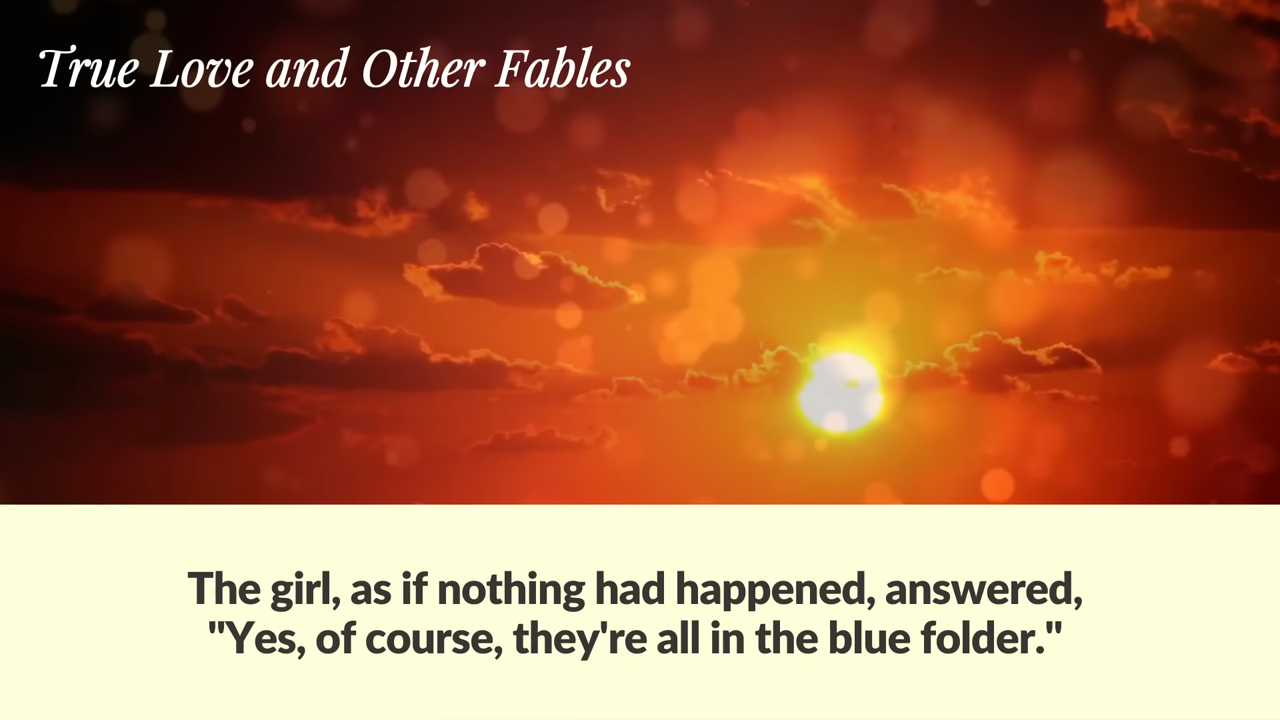 True Love and Other Fables
The girl, as if nothing had happened, answered,
"Yes, of course, they're all in the blue folder."